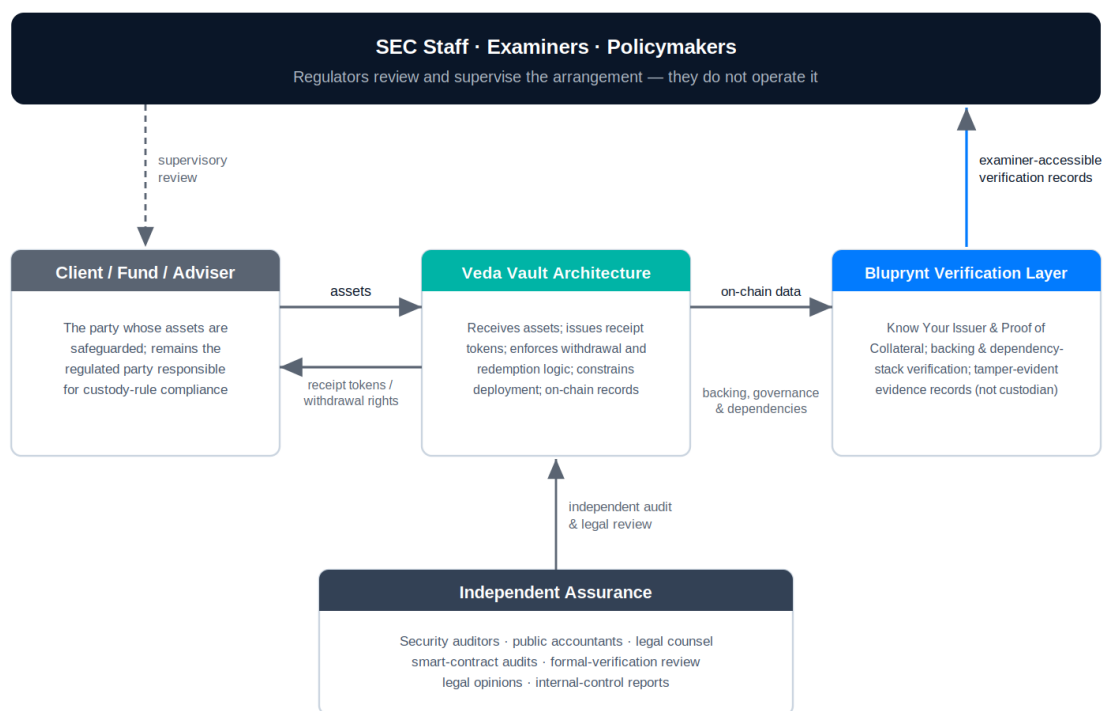 SEC Staff · Examiners · Policymakers
Regulators review and supervise the arrangement — they do not operate it
supervisory
review
examiner-accessible
verification records
Client / Fund / Adviser
The party whose assets are
safeguarded; remains the
regulated party responsible
for custody-rule compliance
assets
receipt tokens /
withdrawal rights
Veda Vault Architecture
Receives assets; issues receipt
tokens; enforces withdrawal and
redemption logic; constrains
deployment; on-chain records
on-chain data
backing, governance
& dependencies
Bluprynt Verification Layer
Know Your Issuer & Proof of
Collateral; backing & dependency-
stack verification; tamper-evident
evidence records (not custodian)
independent audit
& legal review
Independent Assurance
Security auditors · public accountants · legal counsel
smart-contract audits · formal-verification review
legal opinions · internal-control reports